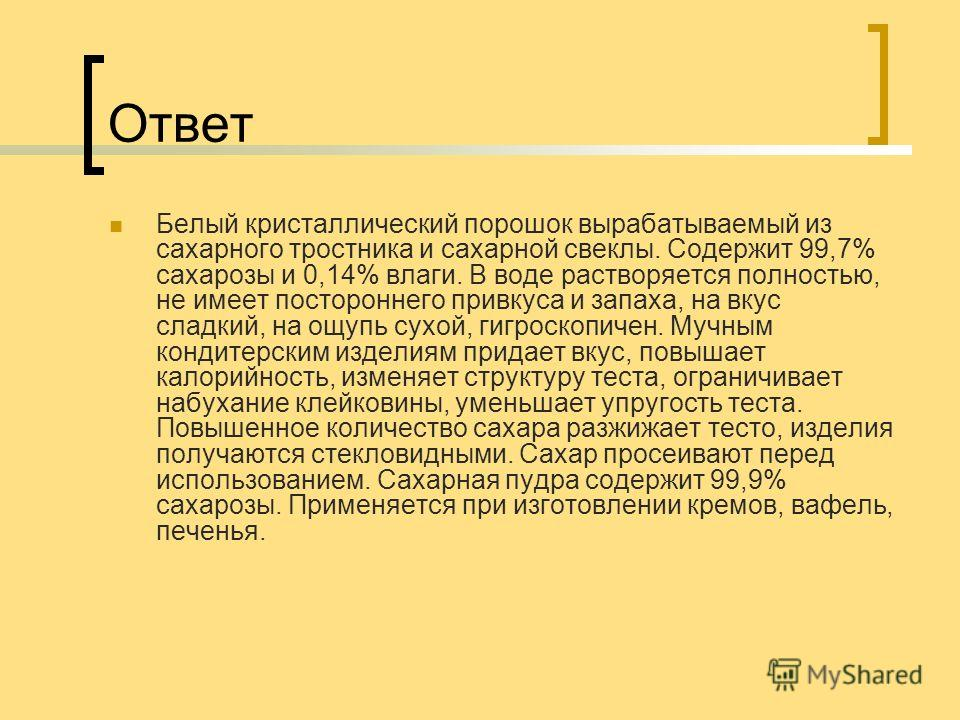 Ответ
Белый кристаллический порошок вырабатываемый из
сахарного тростника и сахарной свеклы. Содержит 99,7%
сахарозы и 0,14% влаги. В воде растворяется полностью,
не имеет постороннего привкуса и запаха, на вкус
сладкий, на ощупь сухой, гигроскопичен. Мучным
кондитерским изделиям придает вкус, повышает
калорийность, изменяет структуру теста, ограничивает
набухание клейковины, уменьшает упругость теста.
Повышенное количество сахара разжижает тесто, изделия
получаются стекловидными. Сахар просеивают перед
использованием. Сахарная пудра содержит 99,9%
сахарозы. Применяется при изготовлении кремов, вафель,
печенья.
MyShared